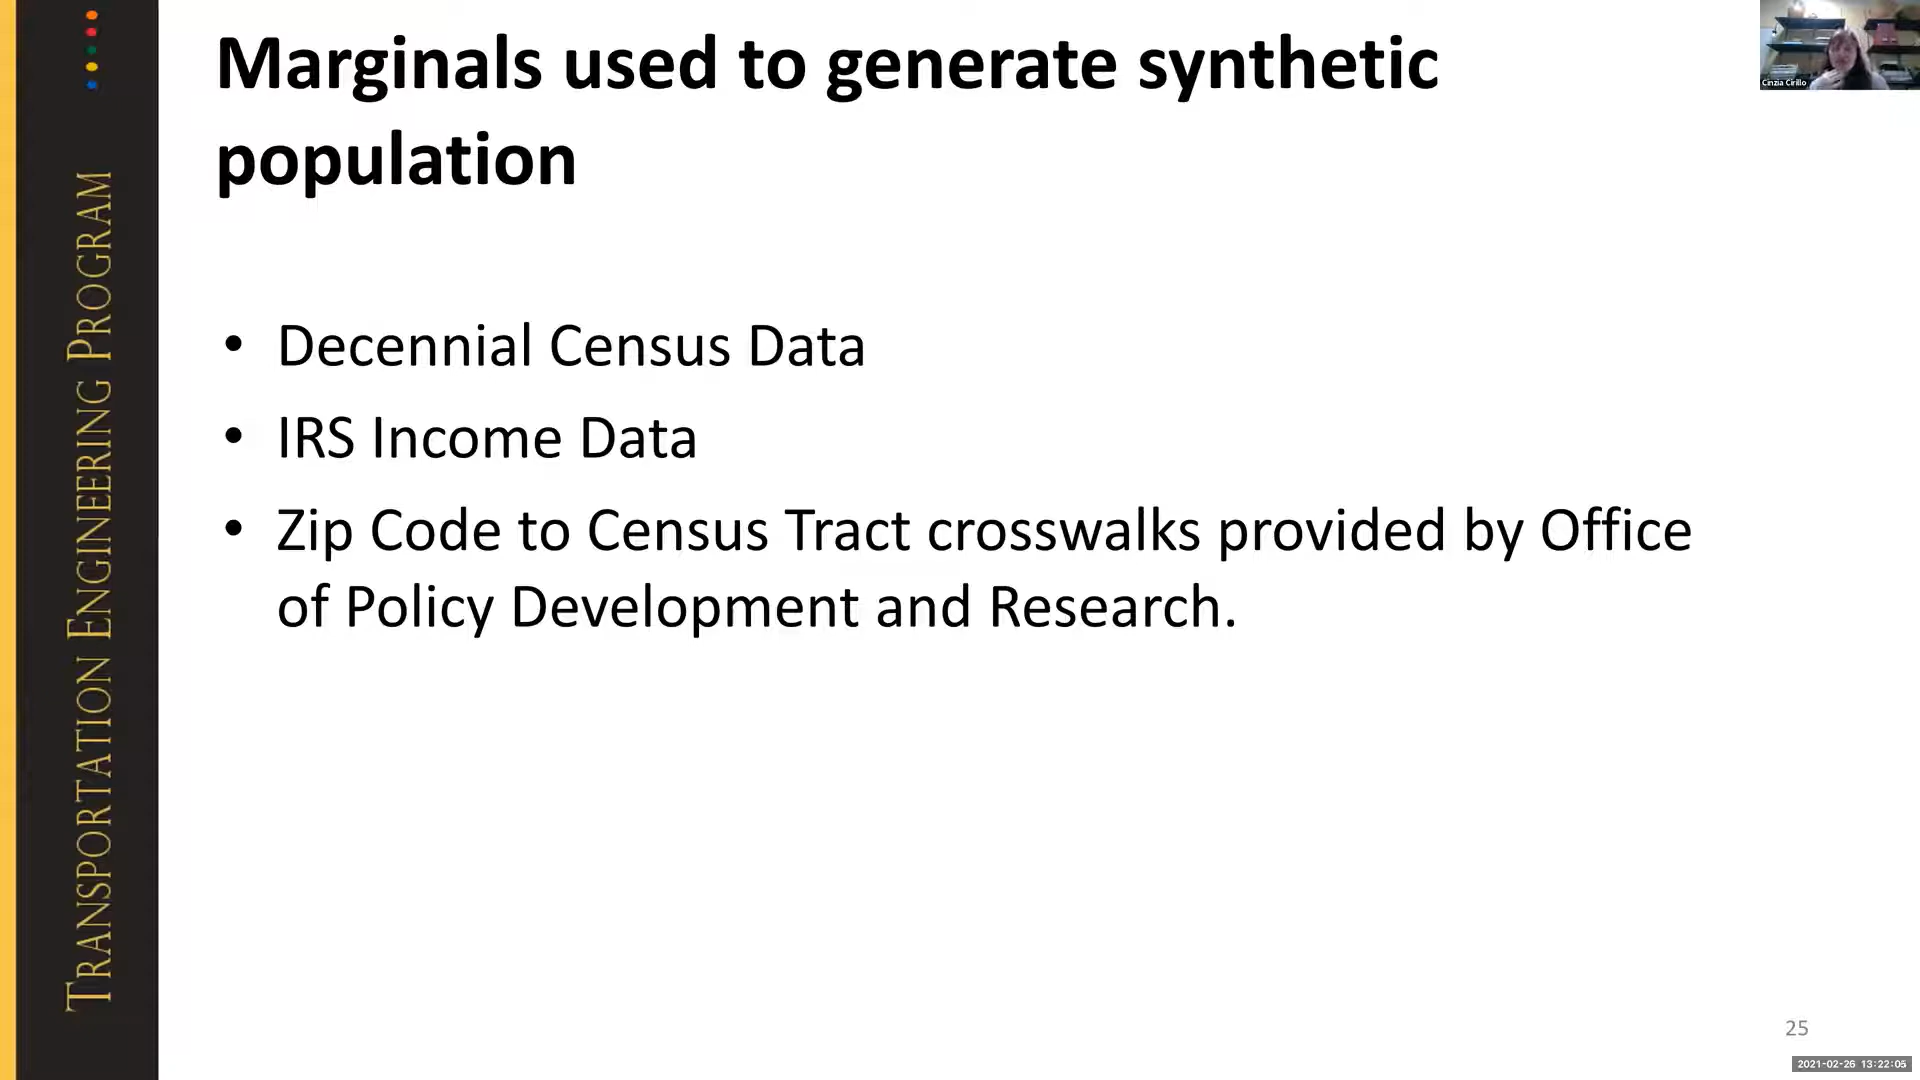 Marginals used to generate synthetic
population
• Decennial Census Data
• IRS Income Data
• Zip Code to Census Tract crosswalks provided by Office
of Policy Development and Research.
TRANSPORTATION ENGINEERING PROGRAM
Cinzia Cirillo
25
2021-02-26 13:22:05